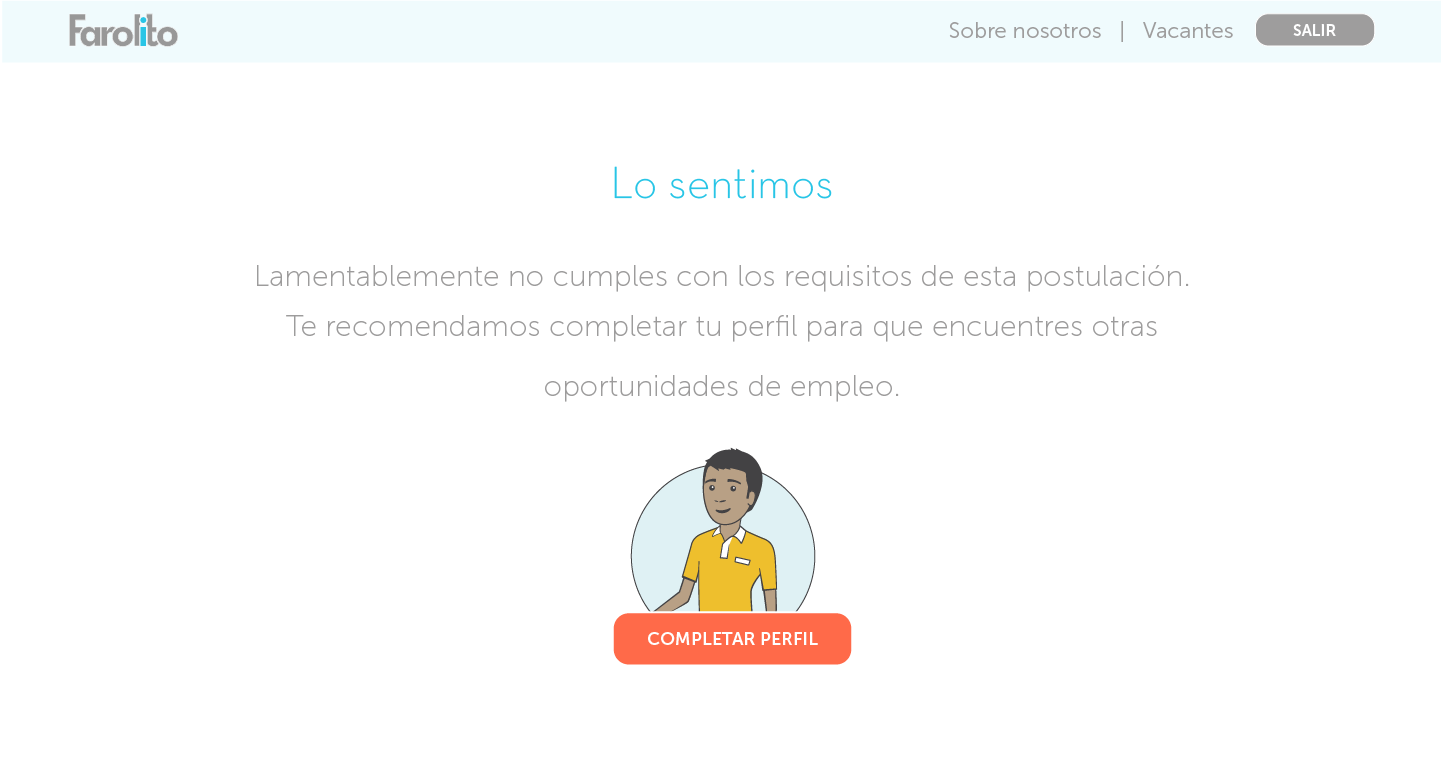 Farolito
Sobre nosotros | Vacantes SALIR
Lo sentimos
Lamentablemente no cumples con los requisitos de esta postulación.
Te recomendamos completar tu perfil para que encuentres otras
oportunidades de empleo.
COMPLETAR PERFIL